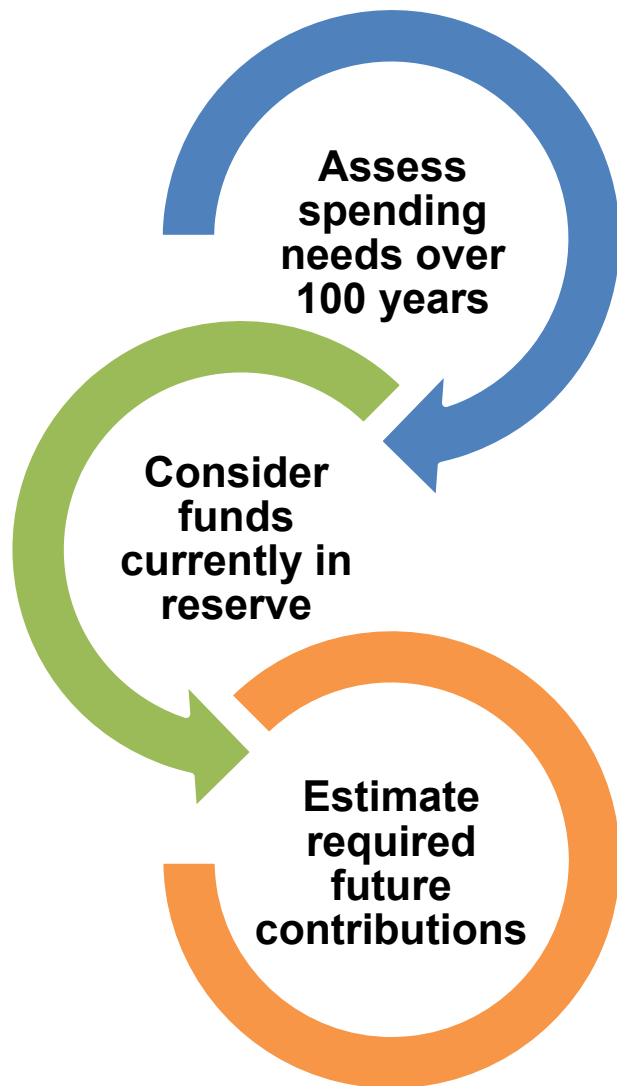 Assess
spending
needs over
100 years
Consider
funds
currently in
reserve
Estimate
required
future
contributions